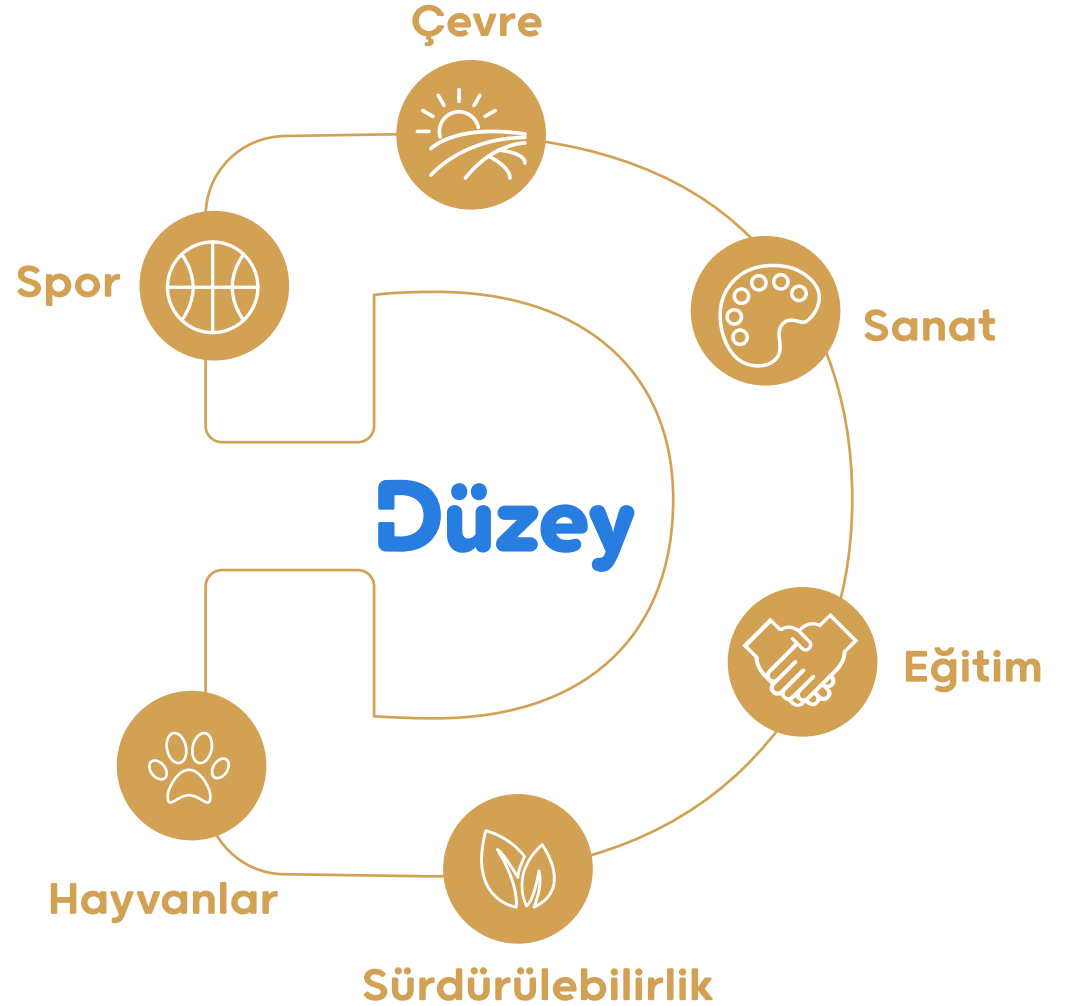 Çevre
Spor
Sanat
Düzey
Eğitim
Hayvanlar
Sürdürülebilirlik